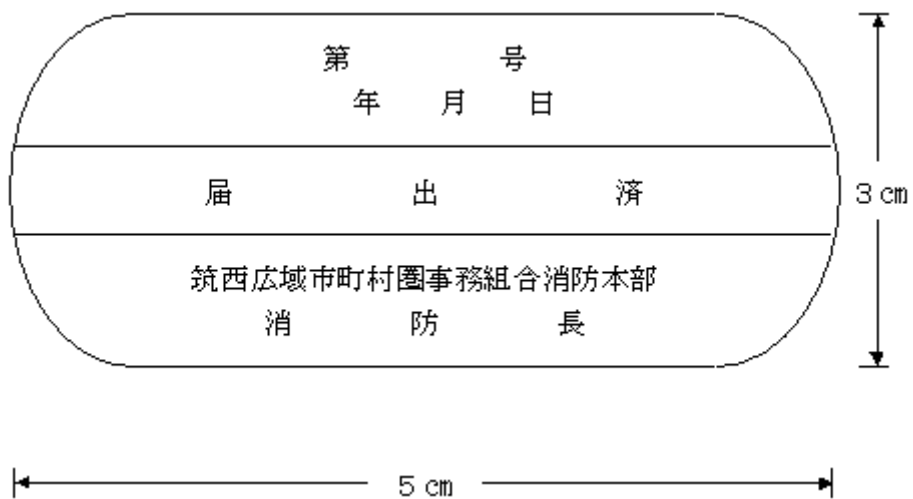 第　　　号
年　月　日
届　出　済
3cm
筑西広域市町村圏事務組合消防本部
消　防　長
5cm